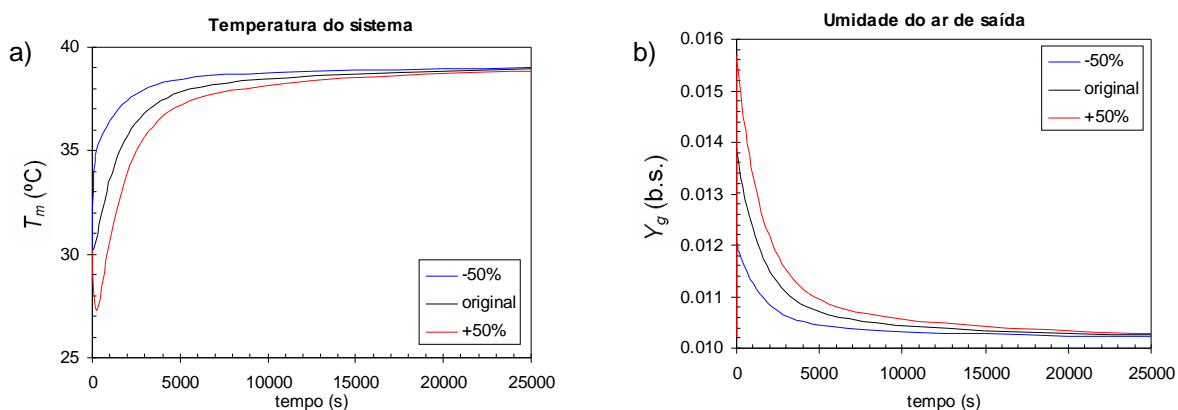 a)
Temperatura do sistema
40
35
30
25
T_m (ºC)
0 5000 10000 15000 20000 25000
tempo (s)
-50%
original
+50%
b)
Umidade do ar de saída
0.016
0.015
0.014
0.013
0.012
0.011
0.010
Y_g (b.s.)
0 5000 10000 15000 20000 25000
tempo (s)
-50%
original
+50%